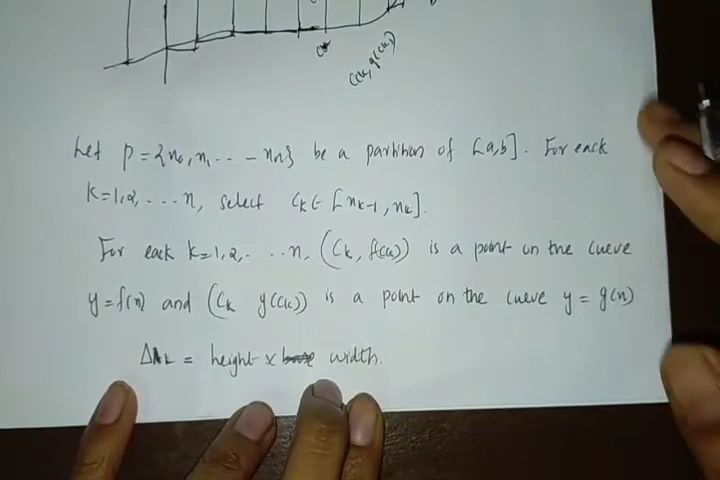 Cₖ
(Cₖ, g(Cₖ))
Let p = {x₀, x₁ ... - xₙ} be a partition of [a,b]. For each
K=1,2, ... n, select Cₖ ∈ [xₖ₋₁, xₖ].
For each k=1,2,. ..n, (Cₖ, f(Cₖ)) is a point on the curve
y = f(x) and (Cₖ g(Cₖ)) is a point on the curve y = g(x)
ΔAₖ = height × width.